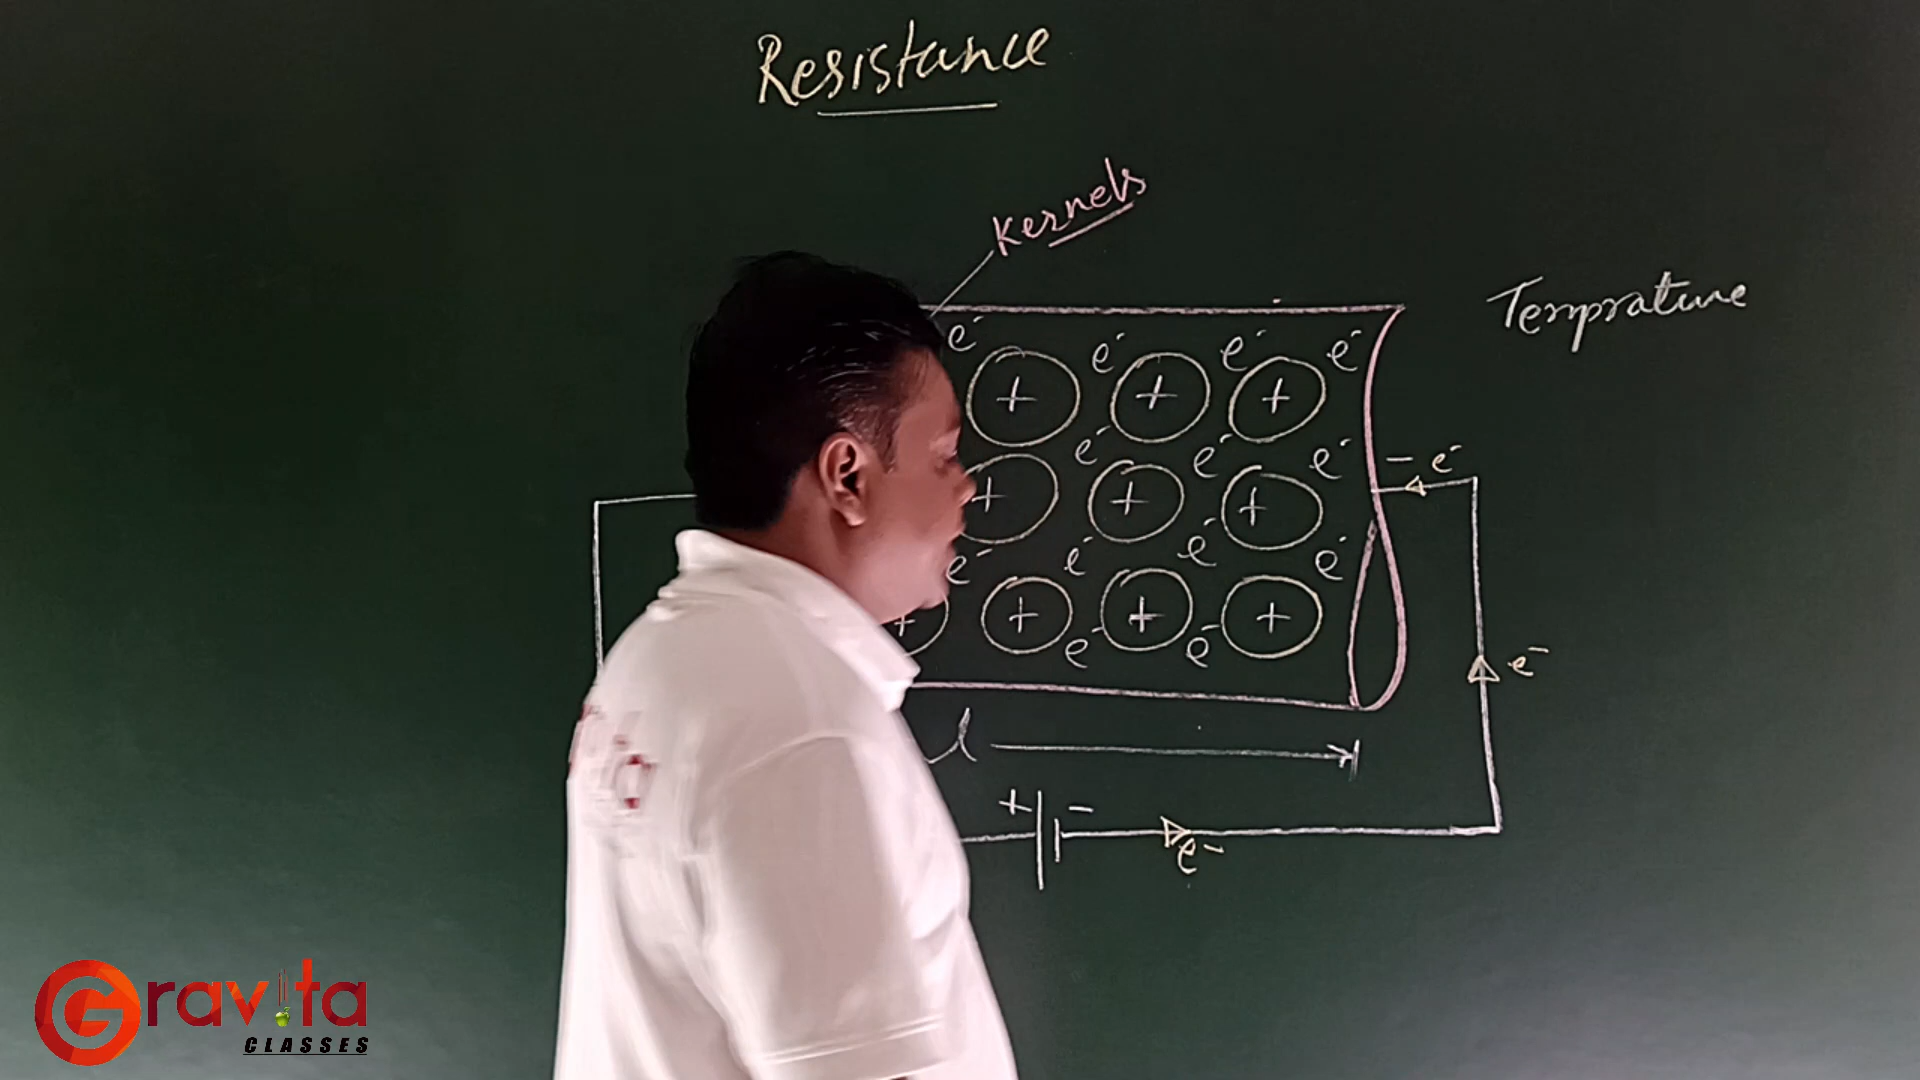 Resistance
Kernels
Temprature
e⁻ e⁻ e⁻ e⁻
+ + +
e⁻ e⁻ e⁻ - e⁻
+ + +
e⁻ e⁻ e⁻ e⁻
+ + + +
e⁻ e⁻ e⁻
l
+ -
e⁻
Gravita
CLASSES